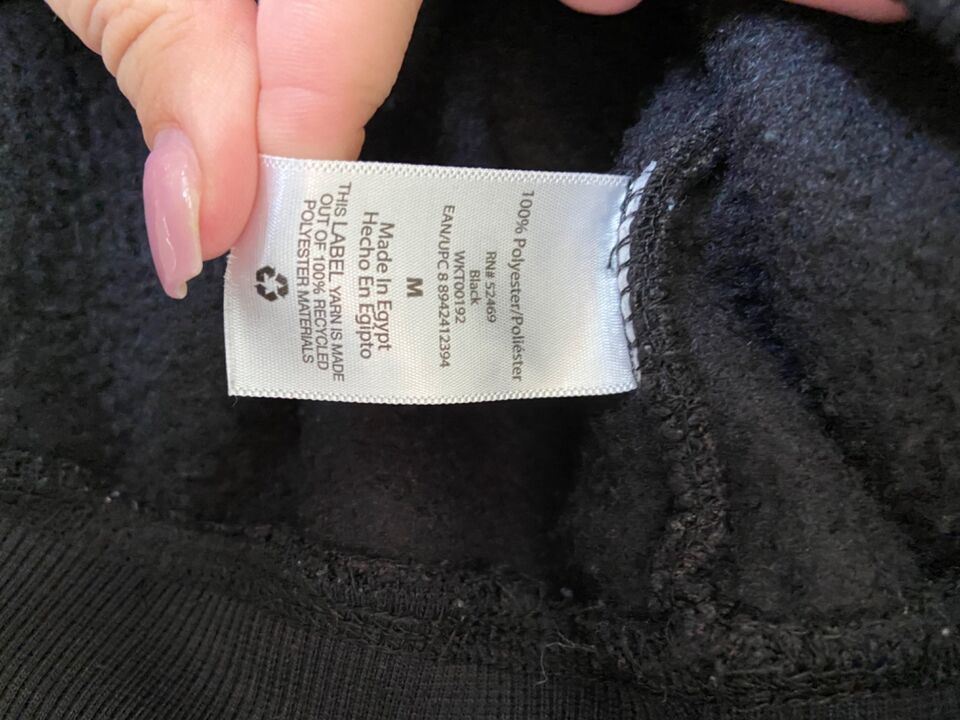 100% Polyester/Poliéster
RN# 52469
Black
WKT00192
EAN/UPC 8 8942412394
M
Made In Egypt
Hecho En Egipto
THIS LABEL YARN IS MADE
OUT OF 100% RECYCLED
POLYESTER MATERIALS